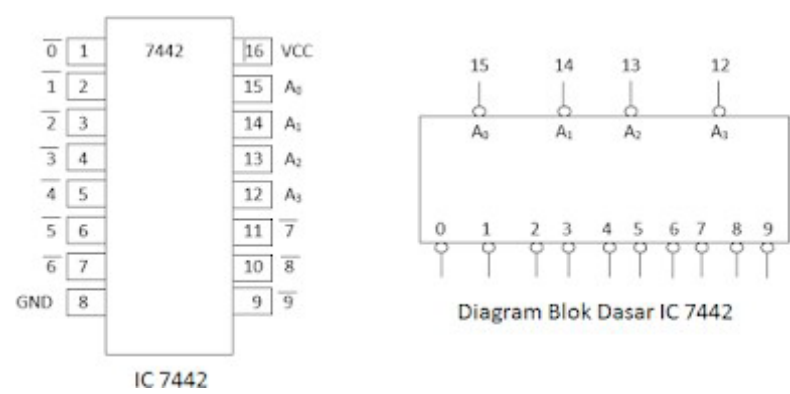 0̅ 1 7442 16 VCC
1̅ 2 15 A₀
2̅ 3 14 A₁
3̅ 4 13 A₂
4̅ 5 12 A₃
5̅ 6 11 7̅
6̅ 7 10 8̅
GND 8 9 9̅
IC 7442
15 14 13 12
A₀ A₁ A₂ A₃
0 1 2 3 4 5 6 7 8 9
Diagram Blok Dasar IC 7442